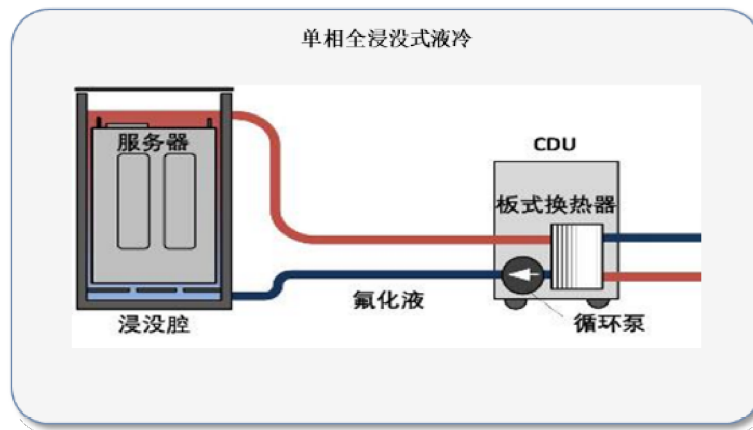 单相全浸没式液冷
服务器
CDU
板式换热器
氟化液
浸没腔
循环泵